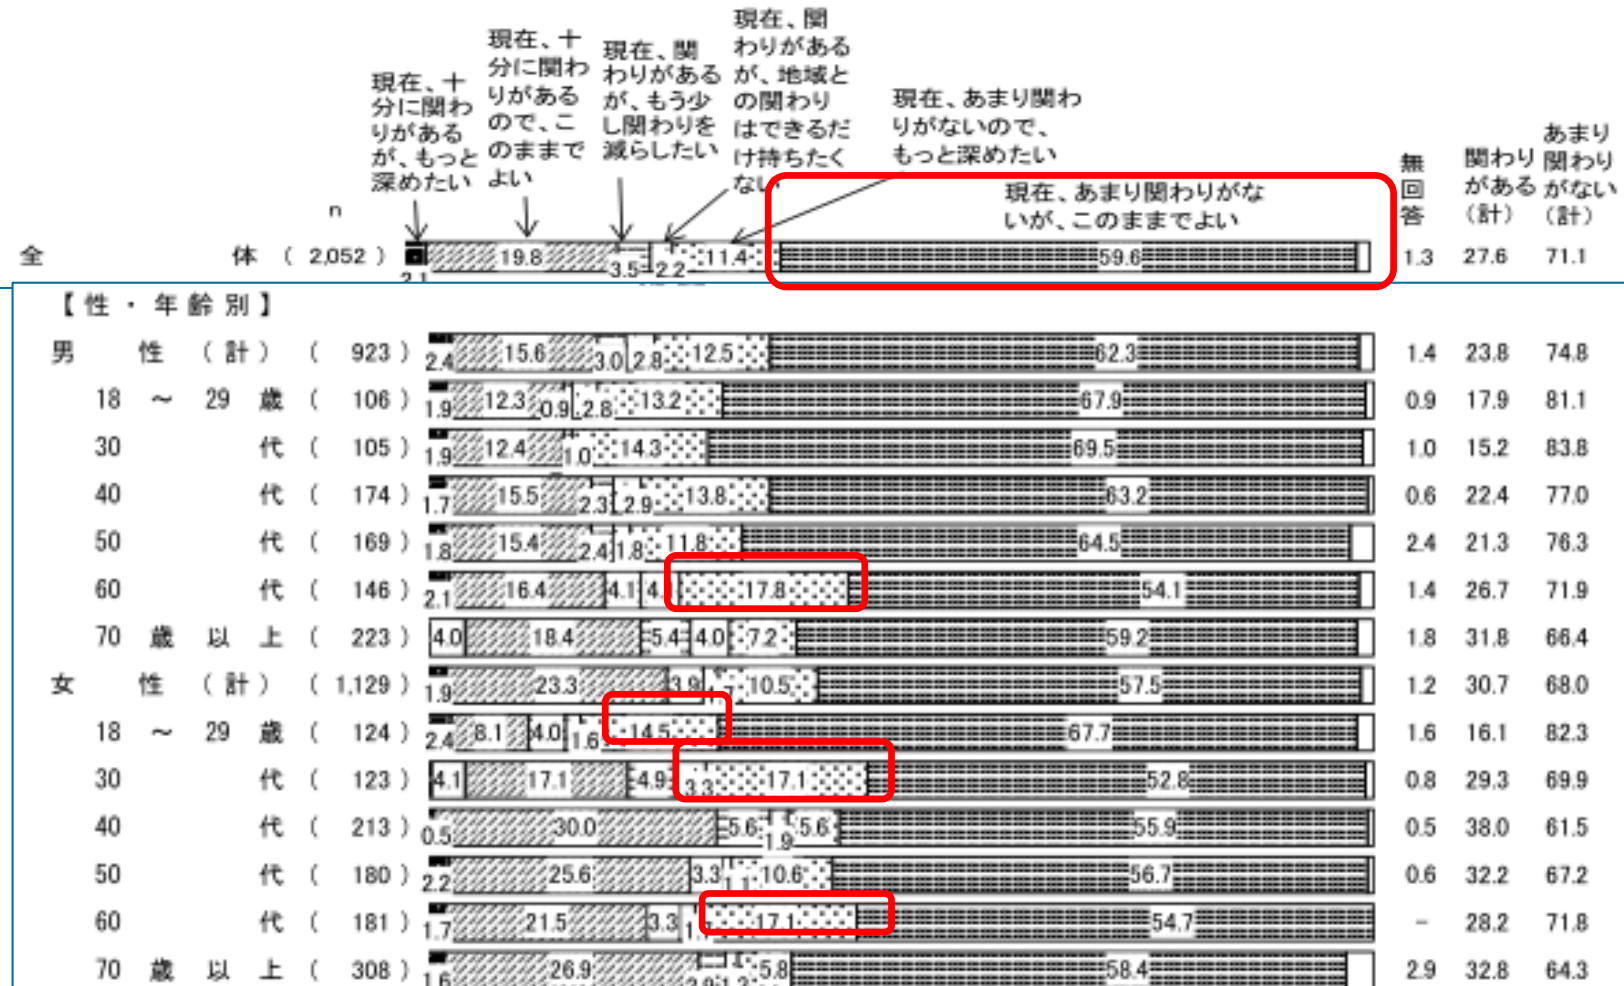 現在、十
分に関わ
りがある
が、もっと
深めたい
現在、十
分に関わ
りがある
ので、こ
のままで
よい
現在、関
わりがある
が、もう少
し関わりを
減らしたい
現在、関
わりがある
が、地域と
の関わり
はできるだ
け持ちたく
ない
現在、あまり関わ
りがないので、
もっと深めたい
現在、あまり関わりがな
いが、このままでよい
無回答
関わり
がある
（計）
あまり
関わり
がない
（計）
n
全 体 ( 2,052 ) 2.1 19.8 3.5 2.2 11.4 59.6 1.3 27.6 71.1
【性・年齢別】
男 性 （計） ( 923 ) 2.4 15.6 3.0 2.8 12.5 62.3 1.4 23.8 74.8
18 ～ 29 歳 ( 106 ) 1.9 12.3 0.9 2.8 13.2 67.9 0.9 17.9 81.1
30 代 ( 105 ) 1.9 12.4 1.0 14.3 69.5 1.0 15.2 83.8
40 代 ( 174 ) 1.7 15.5 2.3 2.9 13.8 63.2 0.6 22.4 77.0
50 代 ( 169 ) 1.8 15.4 2.4 1.8 11.8 64.5 2.4 21.3 76.3
60 代 ( 146 ) 2.1 16.4 4.1 17.8 54.1 1.4 26.7 71.9
70 歳 以 上 ( 223 ) 4.0 18.4 5.4 4.0 7.2 59.2 1.8 31.8 66.4
女 性 （計） ( 1,129 ) 1.9 23.3 3.9 10.5 57.5 1.2 30.7 68.0
18 ～ 29 歳 ( 124 ) 2.4 8.1 4.0 1.6 14.5 67.7 1.6 16.1 82.3
30 代 ( 123 ) 4.1 17.1 4.9 3.3 17.1 52.8 0.8 29.3 69.9
40 代 ( 213 ) 0.5 30.0 5.6 1.9 5.6 55.9 0.5 38.0 61.5
50 代 ( 180 ) 2.2 25.6 3.3 1.1 10.6 56.7 0.6 32.2 67.2
60 代 ( 181 ) 1.7 21.5 3.3 17.1 54.7 - 28.2 71.8
70 歳 以 上 ( 308 ) 1.6 26.9 5.8 58.4 2.9 32.8 64.3